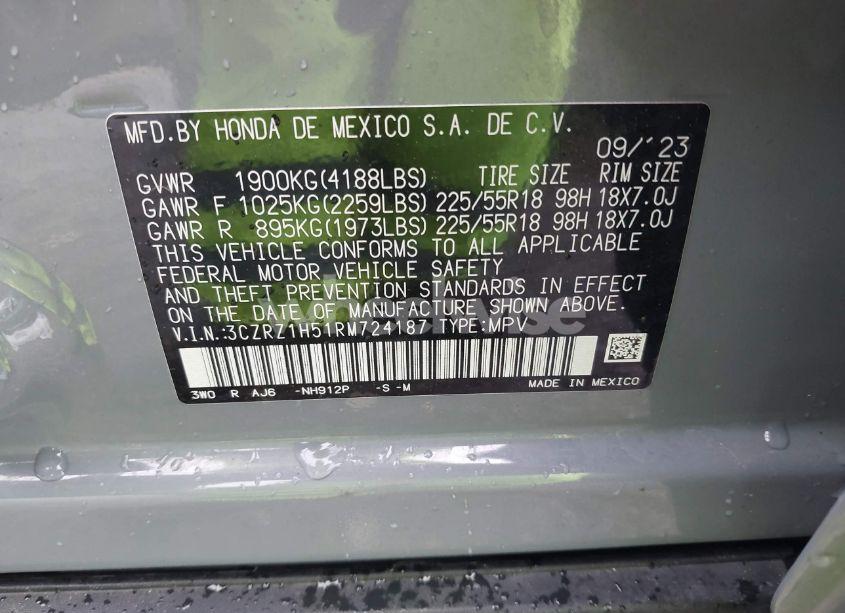 MFD.BY HONDA DE MEXICO S.A. DE C.V.
09/'23
GVWR 1900KG(4188LBS) TIRE SIZE RIM SIZE
GAWR F 1025KG(2259LBS) 225/55R18 98H 18X7.0J
GAWR R 895KG(1973LBS) 225/55R18 98H 18X7.0J
THIS VEHICLE CONFORMS TO ALL APPLICABLE
FEDERAL MOTOR VEHICLE SAFETY
AND THEFT PREVENTION STANDARDS IN EFFECT
ON THE DATE OF MANUFACTURE SHOWN ABOVE.
V.I.N.:3CZRZ1H51RM724187 TYPE:MPV
3W0 R AJ6 -NH912P -S -M MADE IN MEXICO